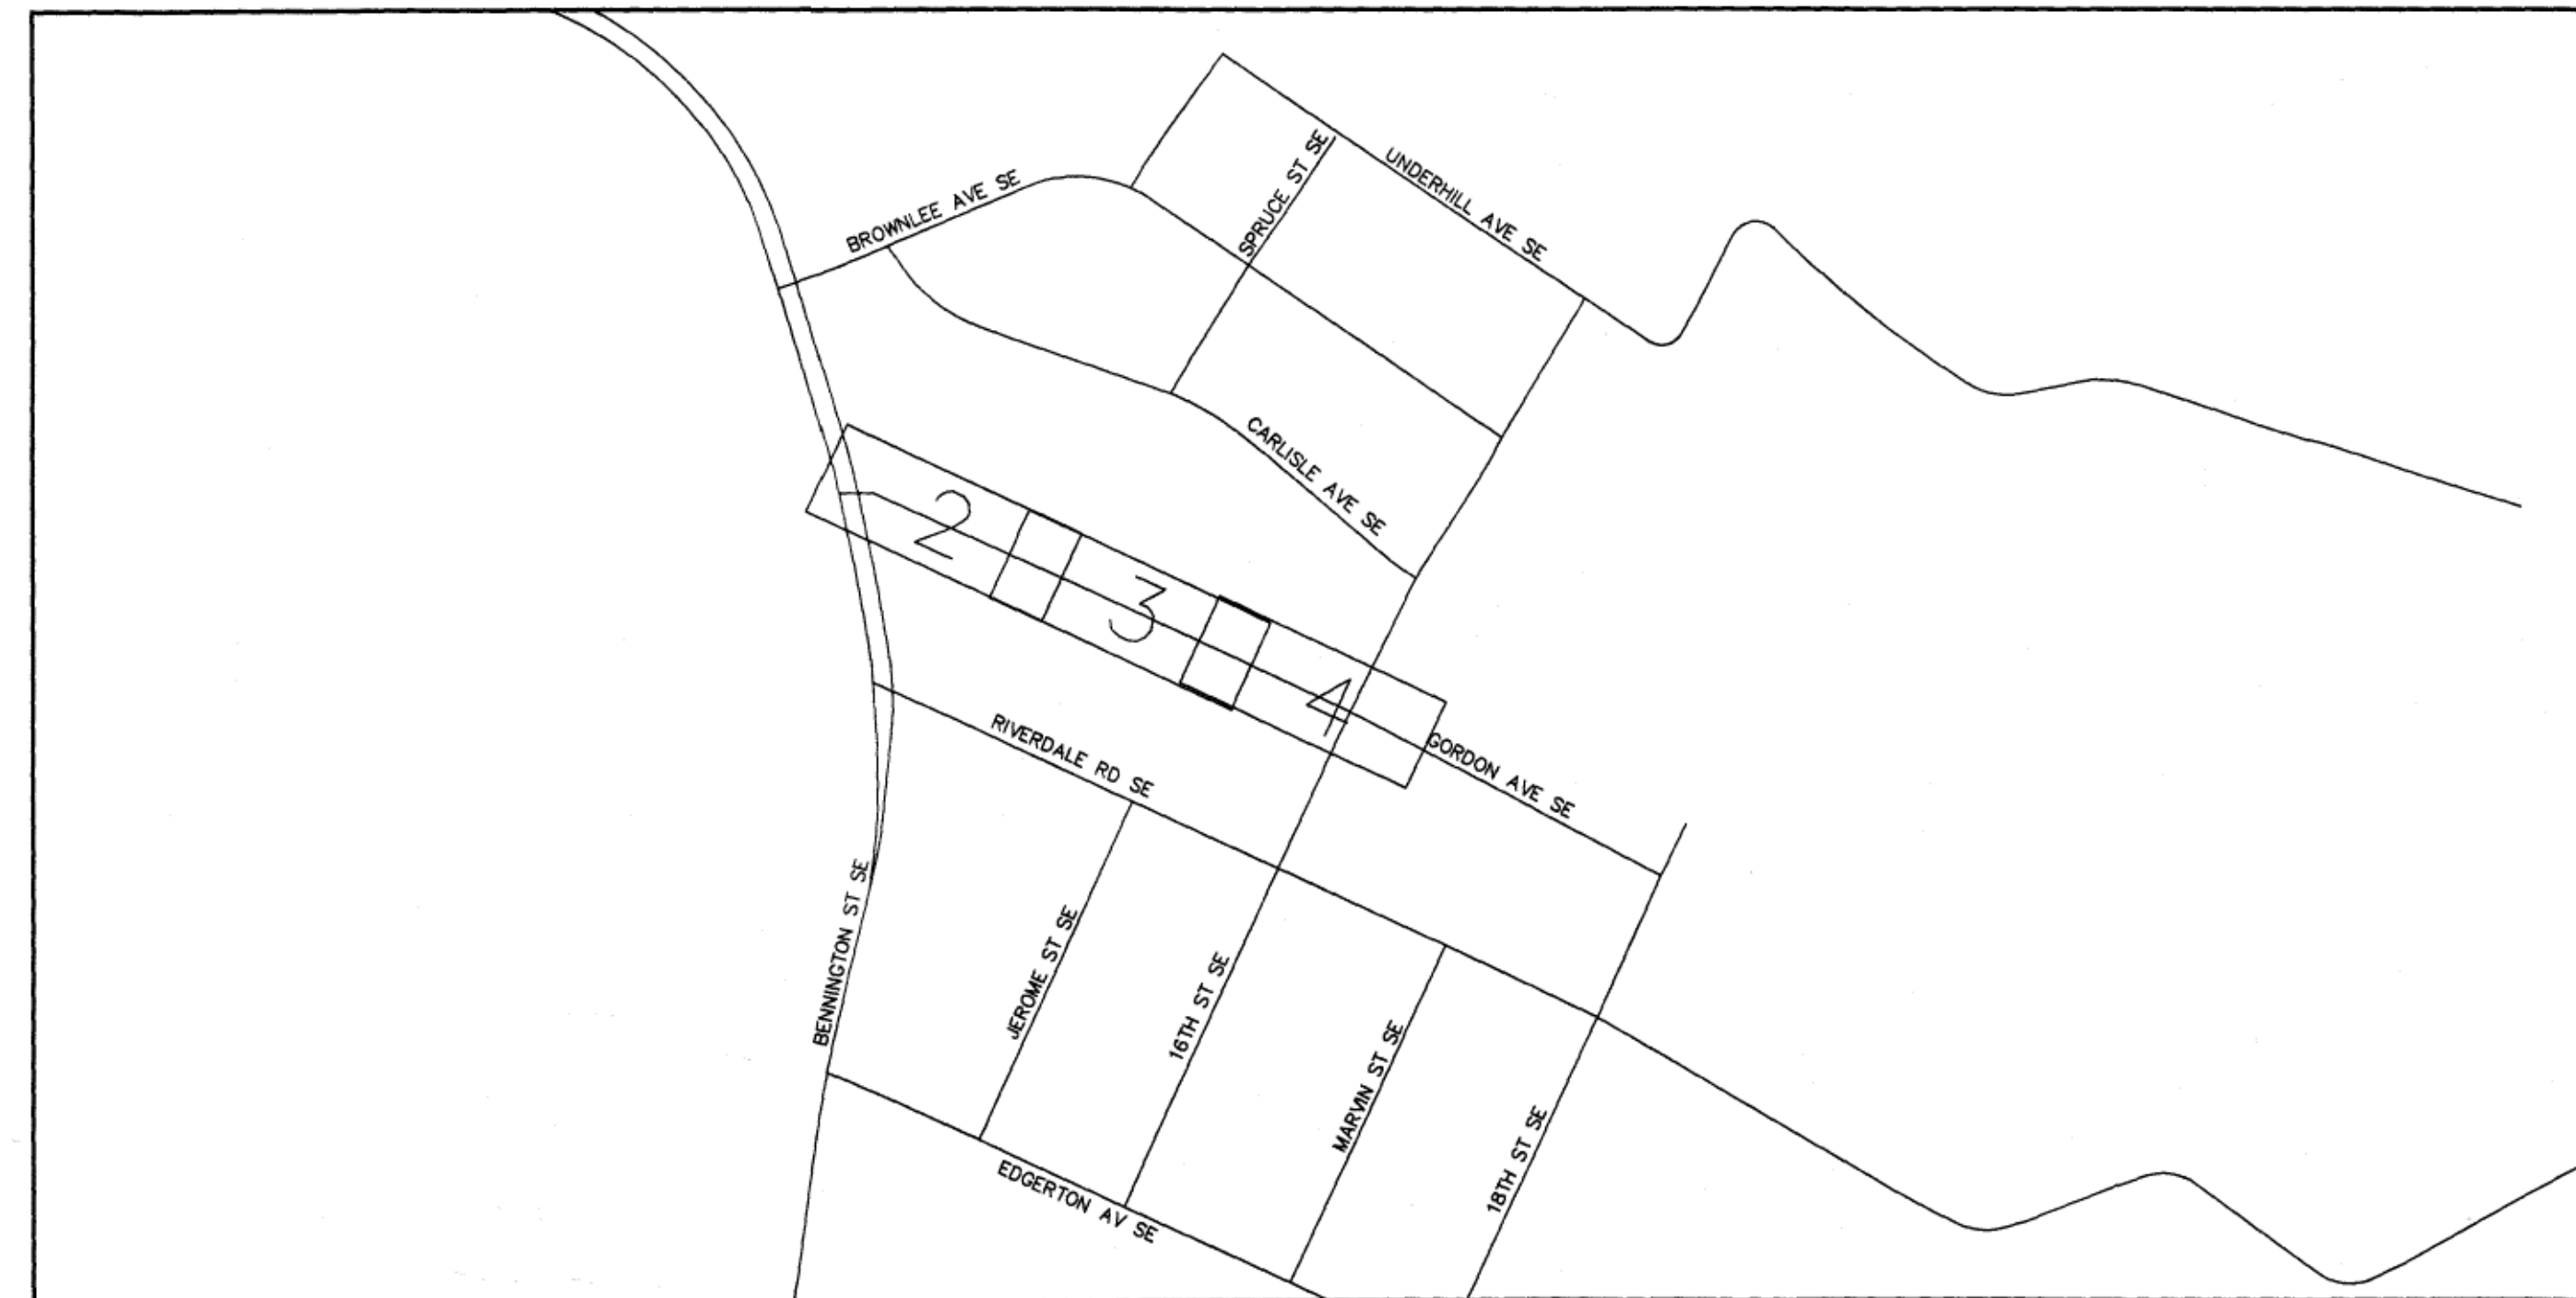 SPRUCE ST SE
UNDERHILL AVE SE
BROWNLEE AVE SE
CARLISLE AVE SE
2
3
4
GORDON AVE SE
RIVERDALE RD SE
BENNINGTON ST SE
JEROME ST SE
16TH ST SE
MARVIN ST SE
18TH ST SE
EDGERTON AV SE